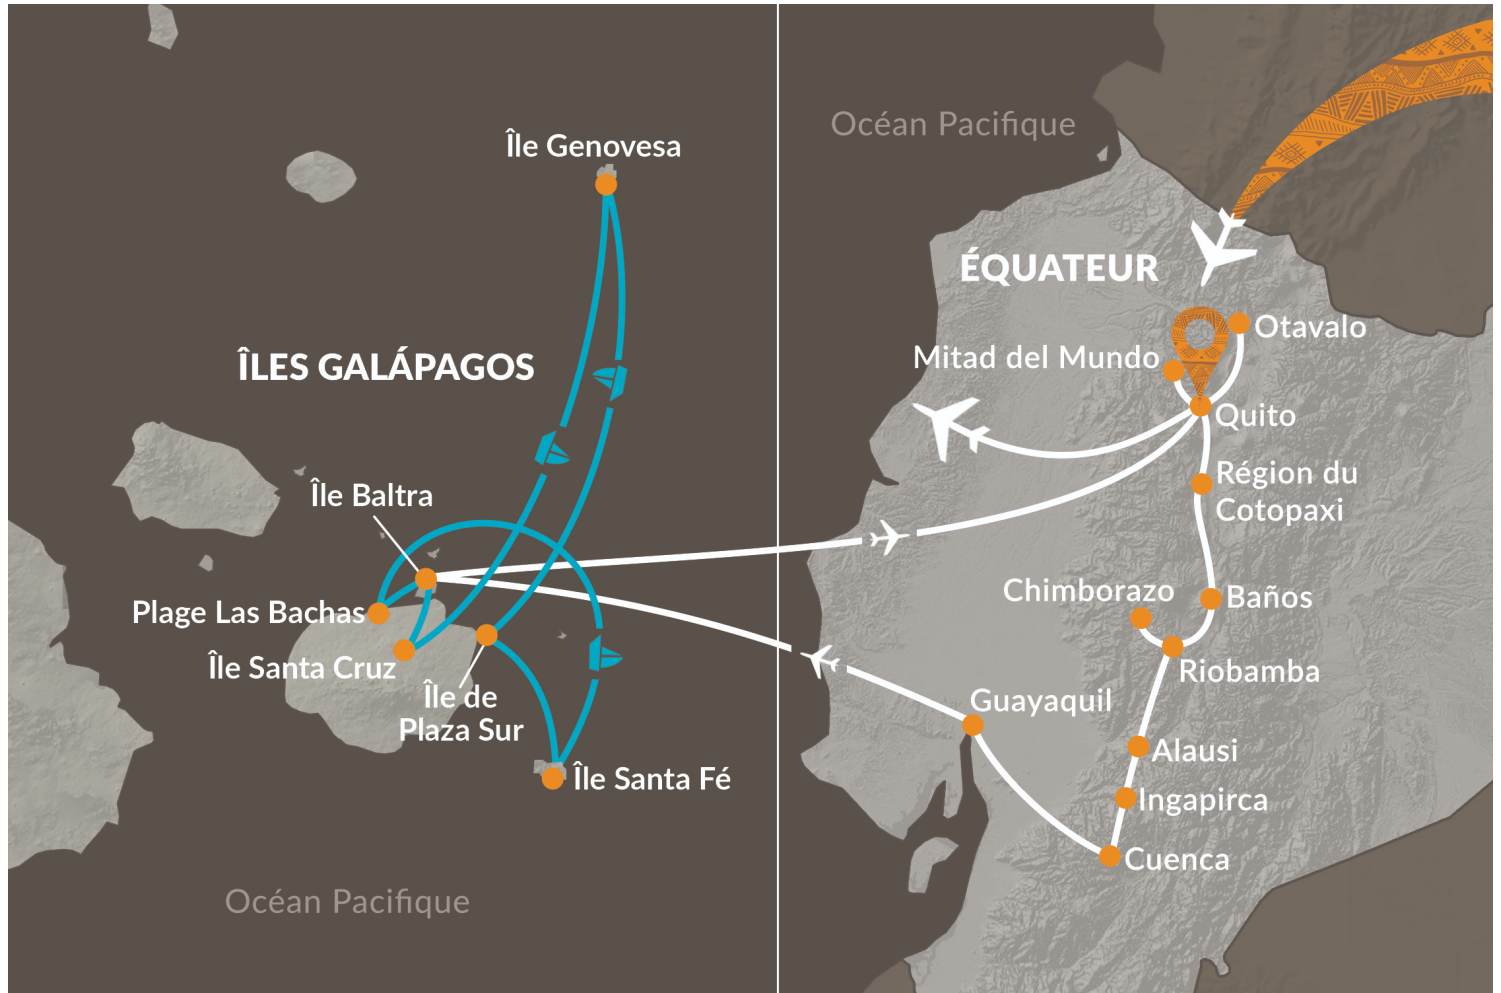 Île Genovesa
ÎLES GALÁPAGOS
Île Baltra
Plage Las Bachas
Île Santa Cruz
Île de
Plaza Sur
Île Santa Fé
Océan Pacifique
Océan Pacifique
ÉQUATEUR
Otavalo
Mitad del Mundo
Quito
Région du
Cotopaxi
Chimborazo
Baños
Riobamba
Guayaquil
Alausi
Ingapirca
Cuenca